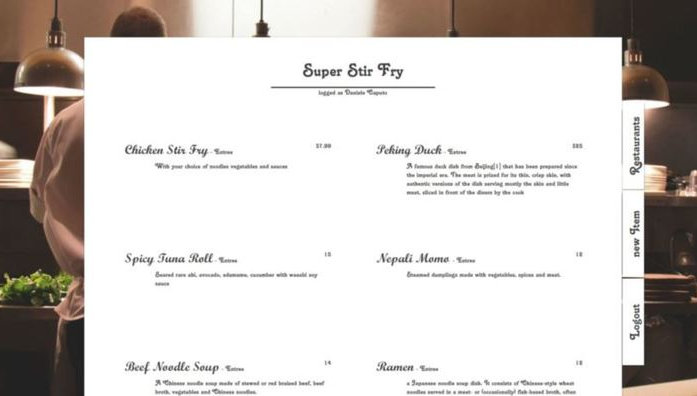 Super Stir Fry
logged as Daniele Caputo
Chicken Stir Fry - Entree $7.99
With your choice of noodles vegetables and sauces
Peking Duck - Entree $25
A famous duck dish from Beijing[1] that has been prepared since
the imperial era. The meat is prized for its thin, crisp skin, with
authentic versions of the dish serving mostly the skin and little
meat, sliced in front of the diners by the cook
Spicy Tuna Roll - Entree
Seared rare ahi, avocado, edamame, cucumber with wasabi soy
sauce
Nepali Momo - Entree 12
Steamed dumplings made with vegetables, spices and meat.
Beef Noodle Soup - Entree 14
A Chinese noodle soup made of stewed or red braised beef, beef
broth, vegetables and Chinese noodles.
Ramen - Entree 12
a Japanese noodle soup dish. It consists of Chinese-style wheat
noodles served in a meat- or (occasionally) fish-based broth, often
Restaurants
new Item
Logout